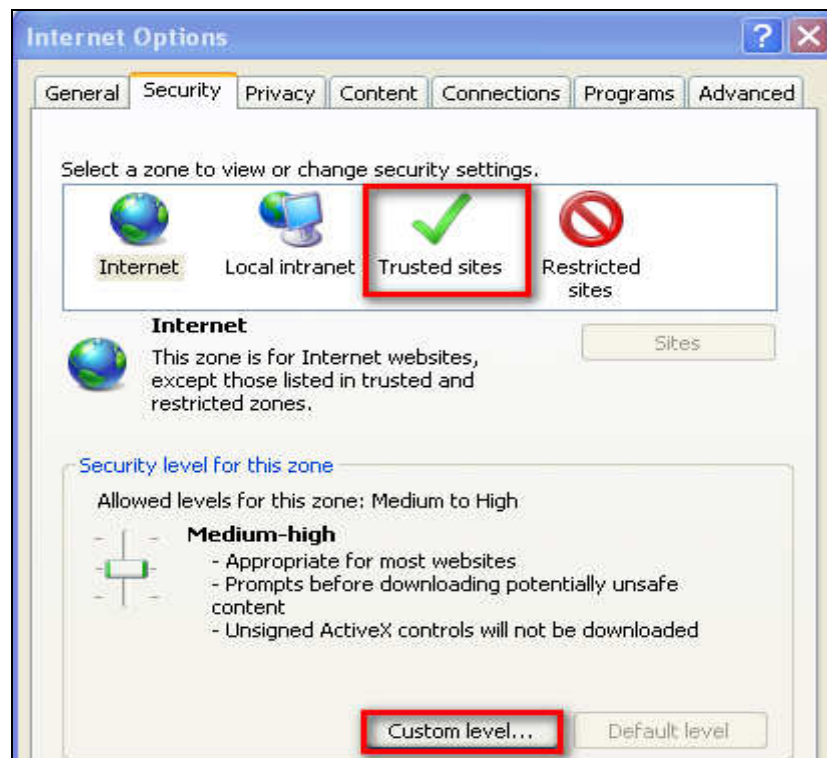 Internet Options
?
General Security Privacy Content Connections Programs Advanced
Select a zone to view or change security settings.
Internet Local intranet Trusted sites Restricted
sites
Internet
Sites
This zone is for Internet websites,
except those listed in trusted and
restricted zones.
Security level for this zone
Allowed levels for this zone: Medium to High
Medium-high
- Appropriate for most websites
- Prompts before downloading potentially unsafe
content
- Unsigned ActiveX controls will not be downloaded
Custom level... Default level